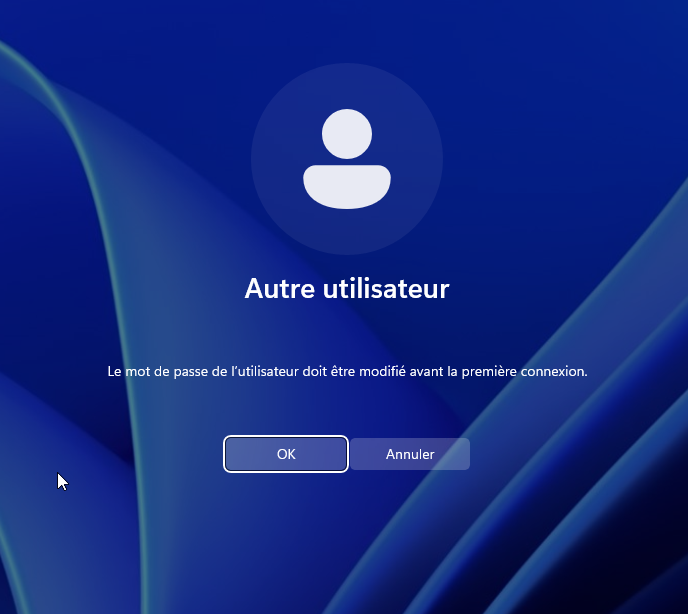 Autre utilisateur
Le mot de passe de l’utilisateur doit être modifié avant la première connexion.
OK
Annuler